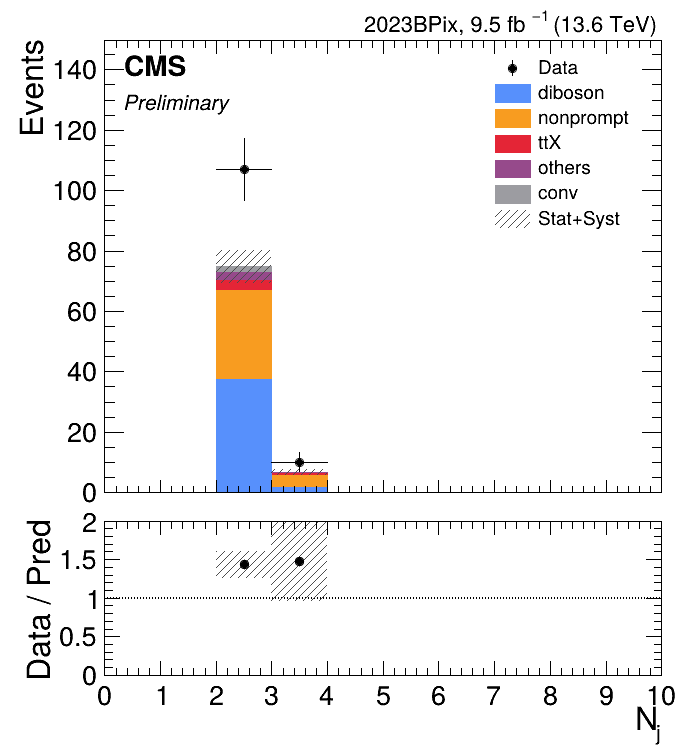 2023BPix, 9.5 fb ⁻¹ (13.6 TeV)
CMS
Preliminary
Events
140
120
100
80
60
40
20
0
Data
diboson
nonprompt
ttX
others
conv
Stat+Syst
Data / Pred
2
1.5
1
0.5
0
0 1 2 3 4 5 6 7 8 9 10
N_j